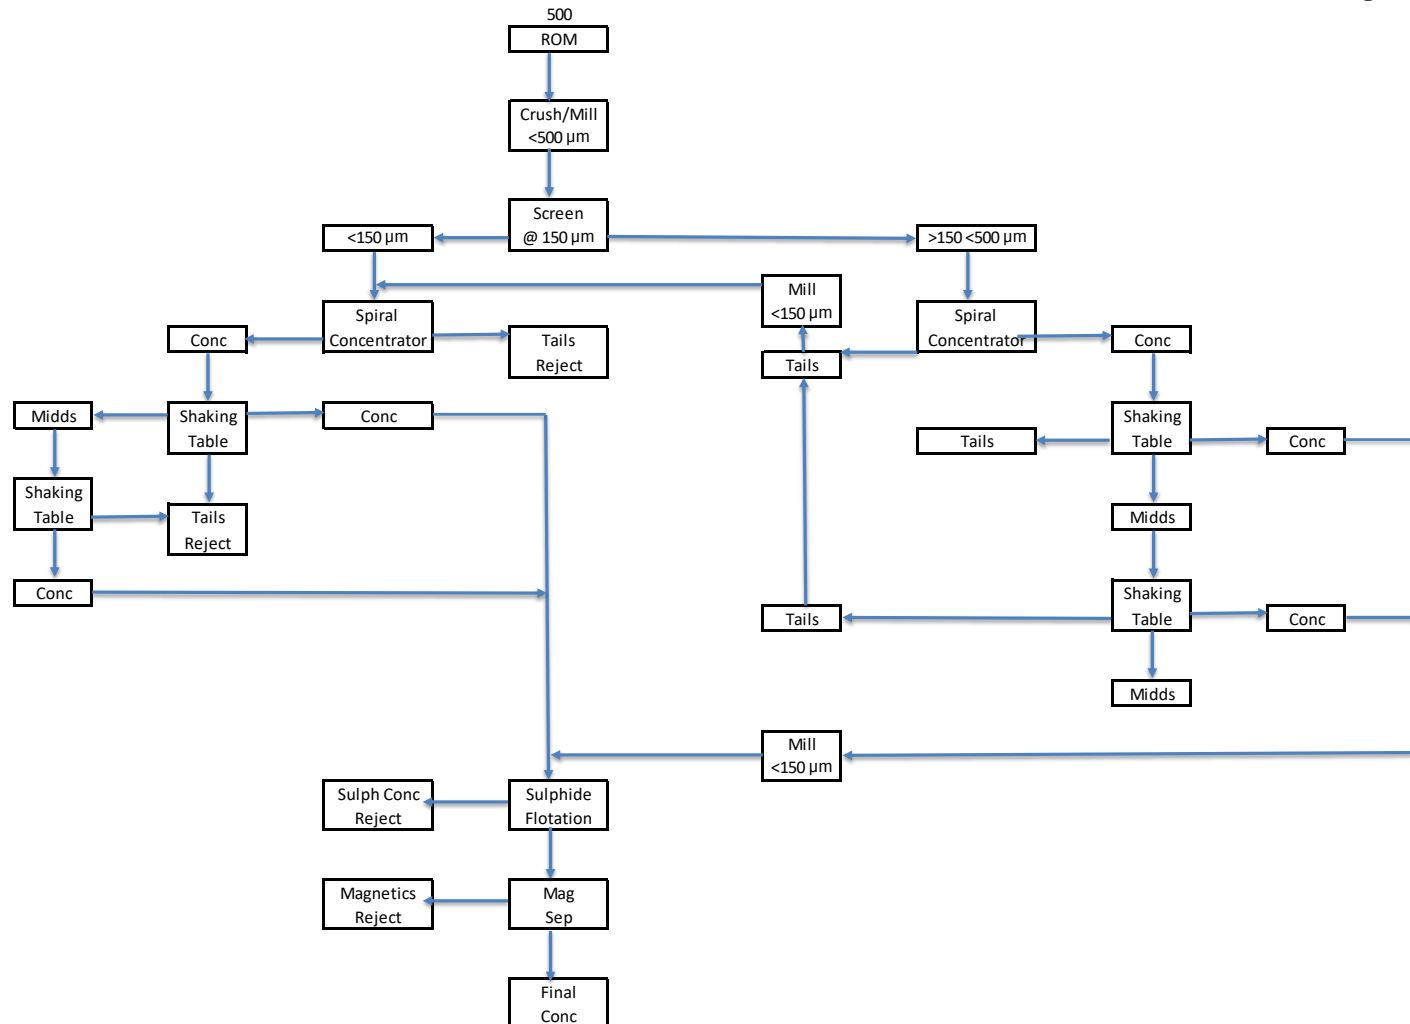 500
ROM
Crush/Mill
<500 µm
Screen
@ 150 µm
<150 µm
>150 <500 µm
Mill
<150 µm
Spiral
Concentrator
Spiral
Concentrator
Conc
Tails
Reject
Tails
Conc
Midds
Shaking
Table
Conc
Shaking
Table
Tails
Conc
Shaking
Table
Tails
Reject
Midds
Conc
Shaking
Table
Tails
Conc
Midds
Mill
<150 µm
Sulph Conc
Reject
Sulphide
Flotation
Magnetics
Reject
Mag
Sep
Final
Conc